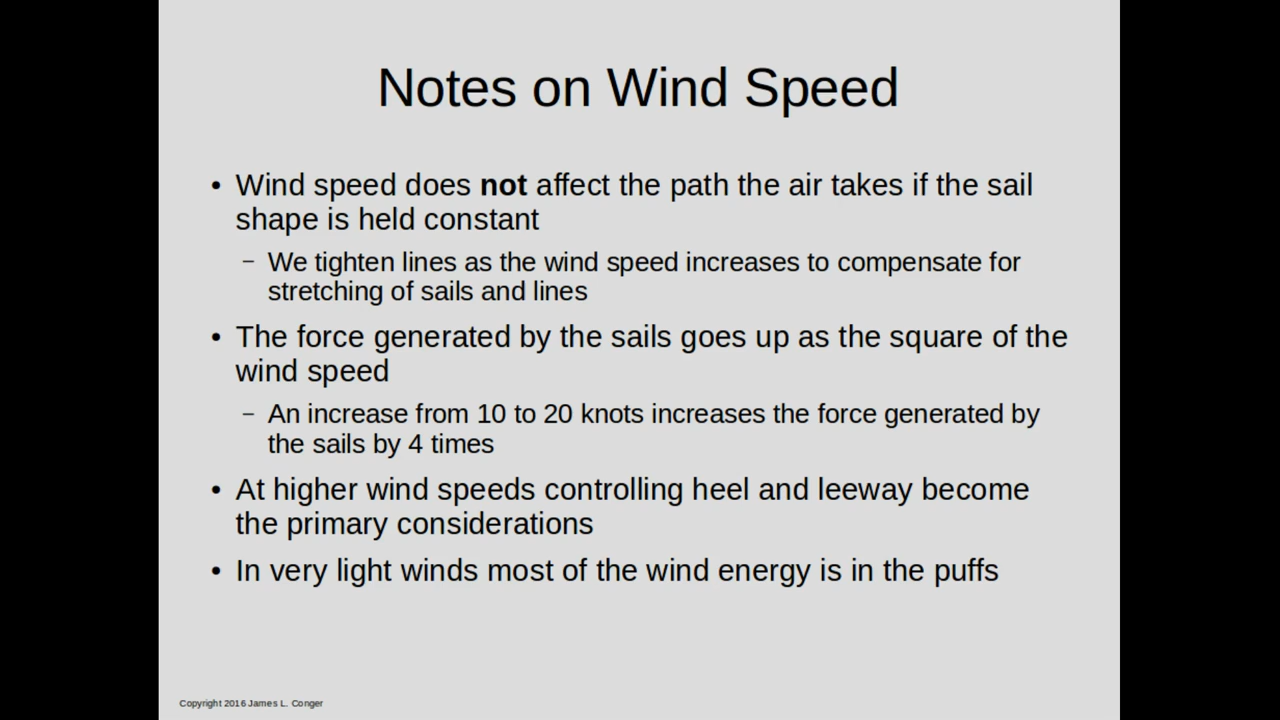 Notes on Wind Speed
• Wind speed does not affect the path the air takes if the sail
shape is held constant
– We tighten lines as the wind speed increases to compensate for
stretching of sails and lines
• The force generated by the sails goes up as the square of the
wind speed
– An increase from 10 to 20 knots increases the force generated by
the sails by 4 times
• At higher wind speeds controlling heel and leeway become
the primary considerations
• In very light winds most of the wind energy is in the puffs
Copyright 2016 James L. Conger